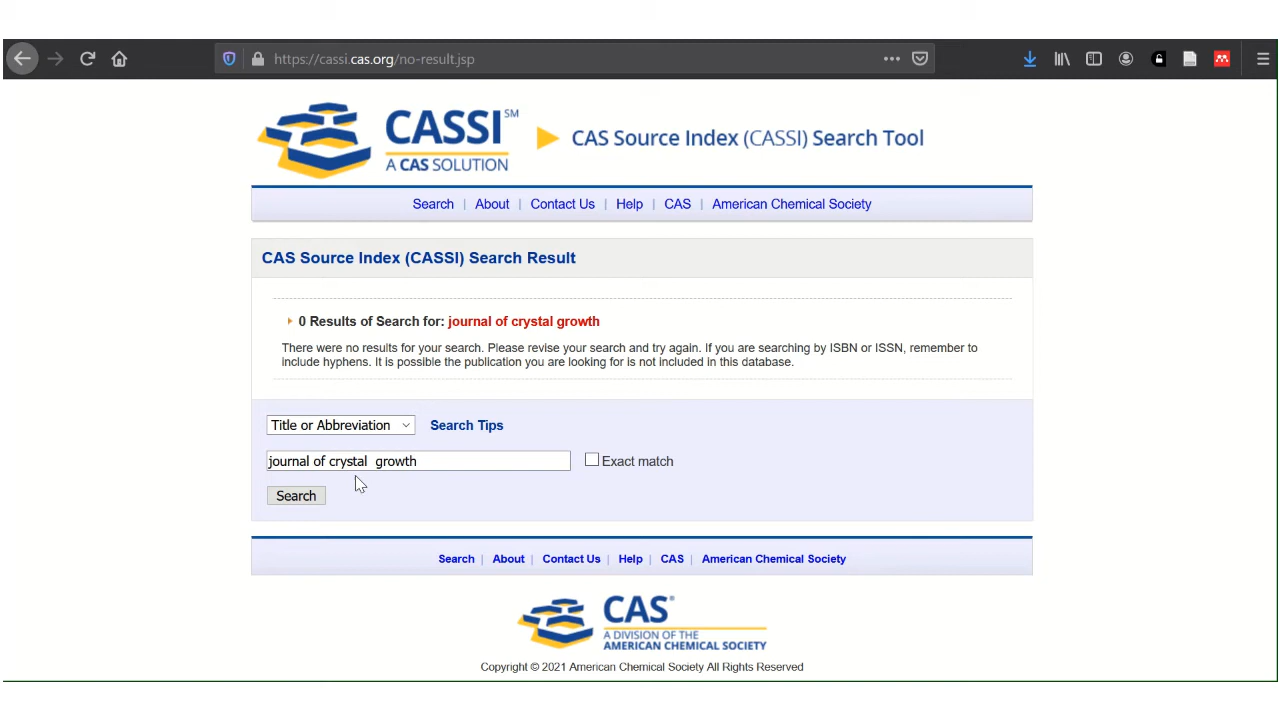 https://cassi.cas.org/no-result.jsp
CASSI SM
A CAS SOLUTION
CAS Source Index (CASSI) Search Tool
Search | About | Contact Us | Help | CAS | American Chemical Society
CAS Source Index (CASSI) Search Result
0 Results of Search for: journal of crystal growth
There were no results for your search. Please revise your search and try again. If you are searching by ISBN or ISSN, remember to
include hyphens. It is possible the publication you are looking for is not included in this database.
Title or Abbreviation Search Tips
journal of crystal  growth Exact match
Search
Search | About | Contact Us | Help | CAS | American Chemical Society
CAS®
A DIVISION OF THE
AMERICAN CHEMICAL SOCIETY
Copyright © 2021 American Chemical Society All Rights Reserved